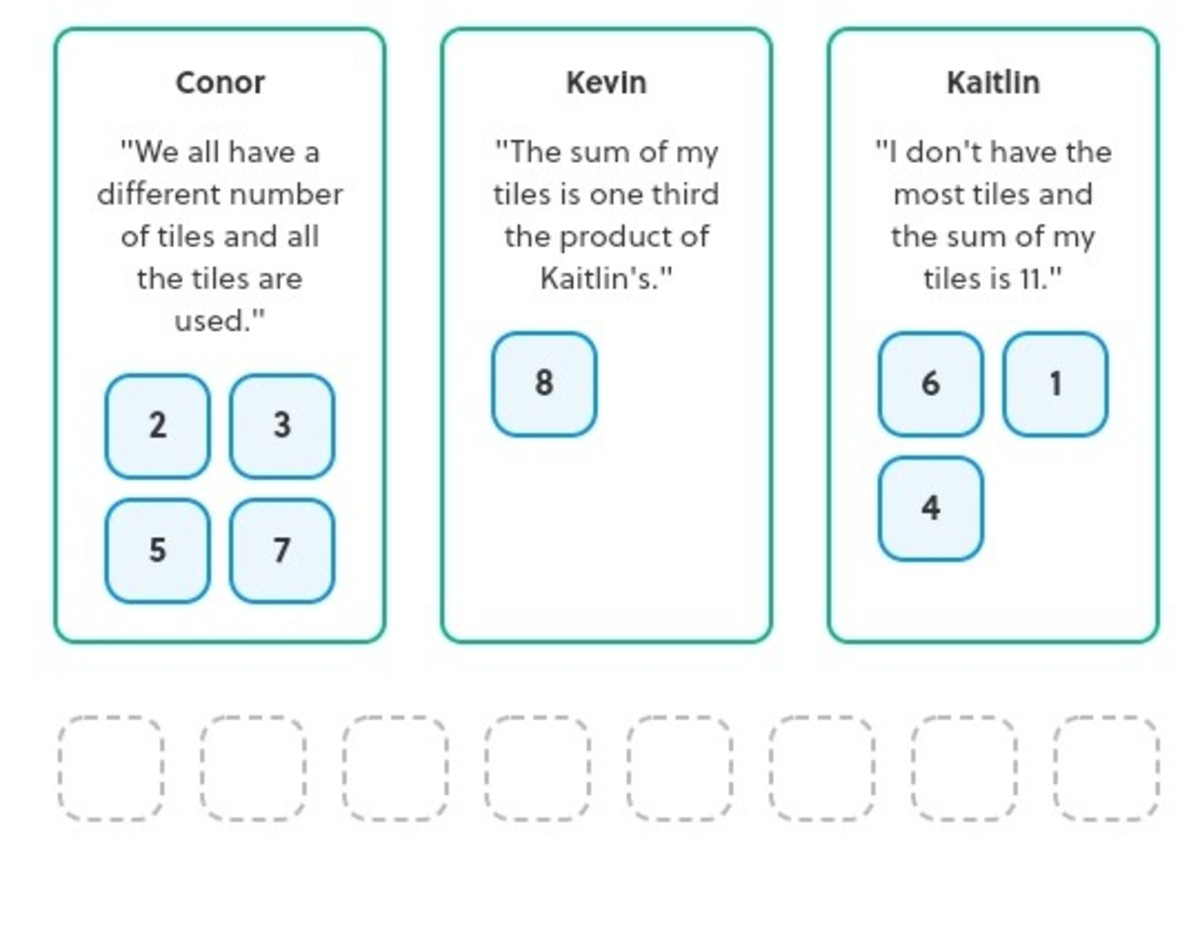 Conor
"We all have a
different number
of tiles and all
the tiles are
used."
2 3
5 7
Kevin
"The sum of my
tiles is one third
the product of
Kaitlin's."
8
Kaitlin
"I don't have the
most tiles and
the sum of my
tiles is 11."
6 1
4